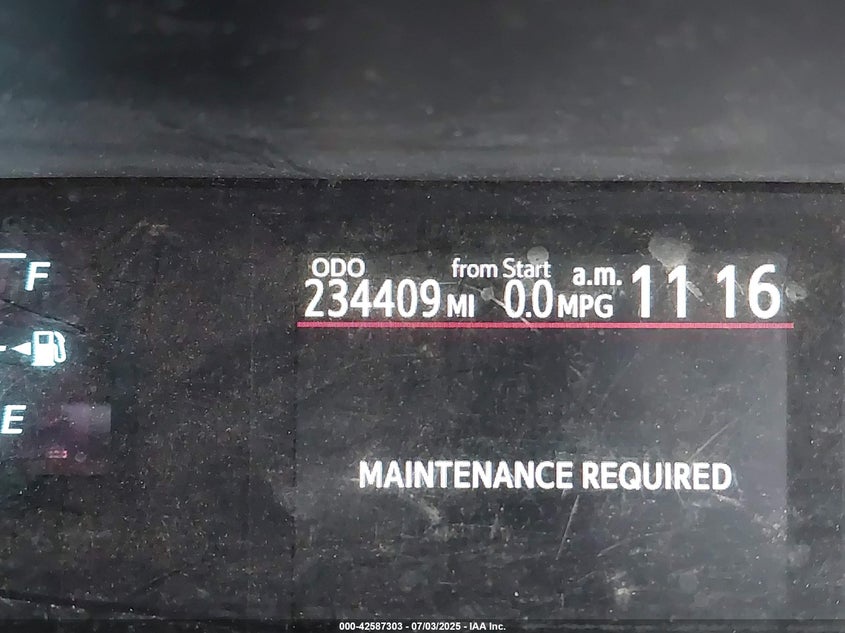 F
E
ODO from Start a.m. 11 16
234409 MI 0.0 MPG
MAINTENANCE REQUIRED
000-42587303 - 07/03/2025 - IAA Inc.